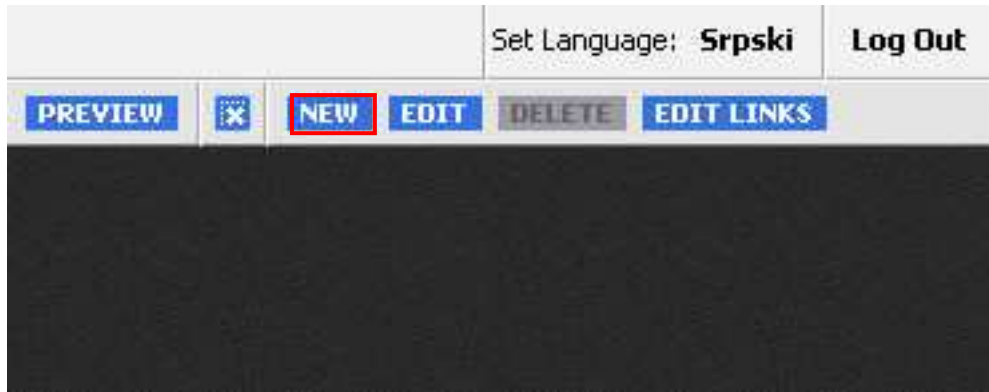 Set Language: Srpski Log Out
PREVIEW x NEW EDIT DELETE EDIT LINKS